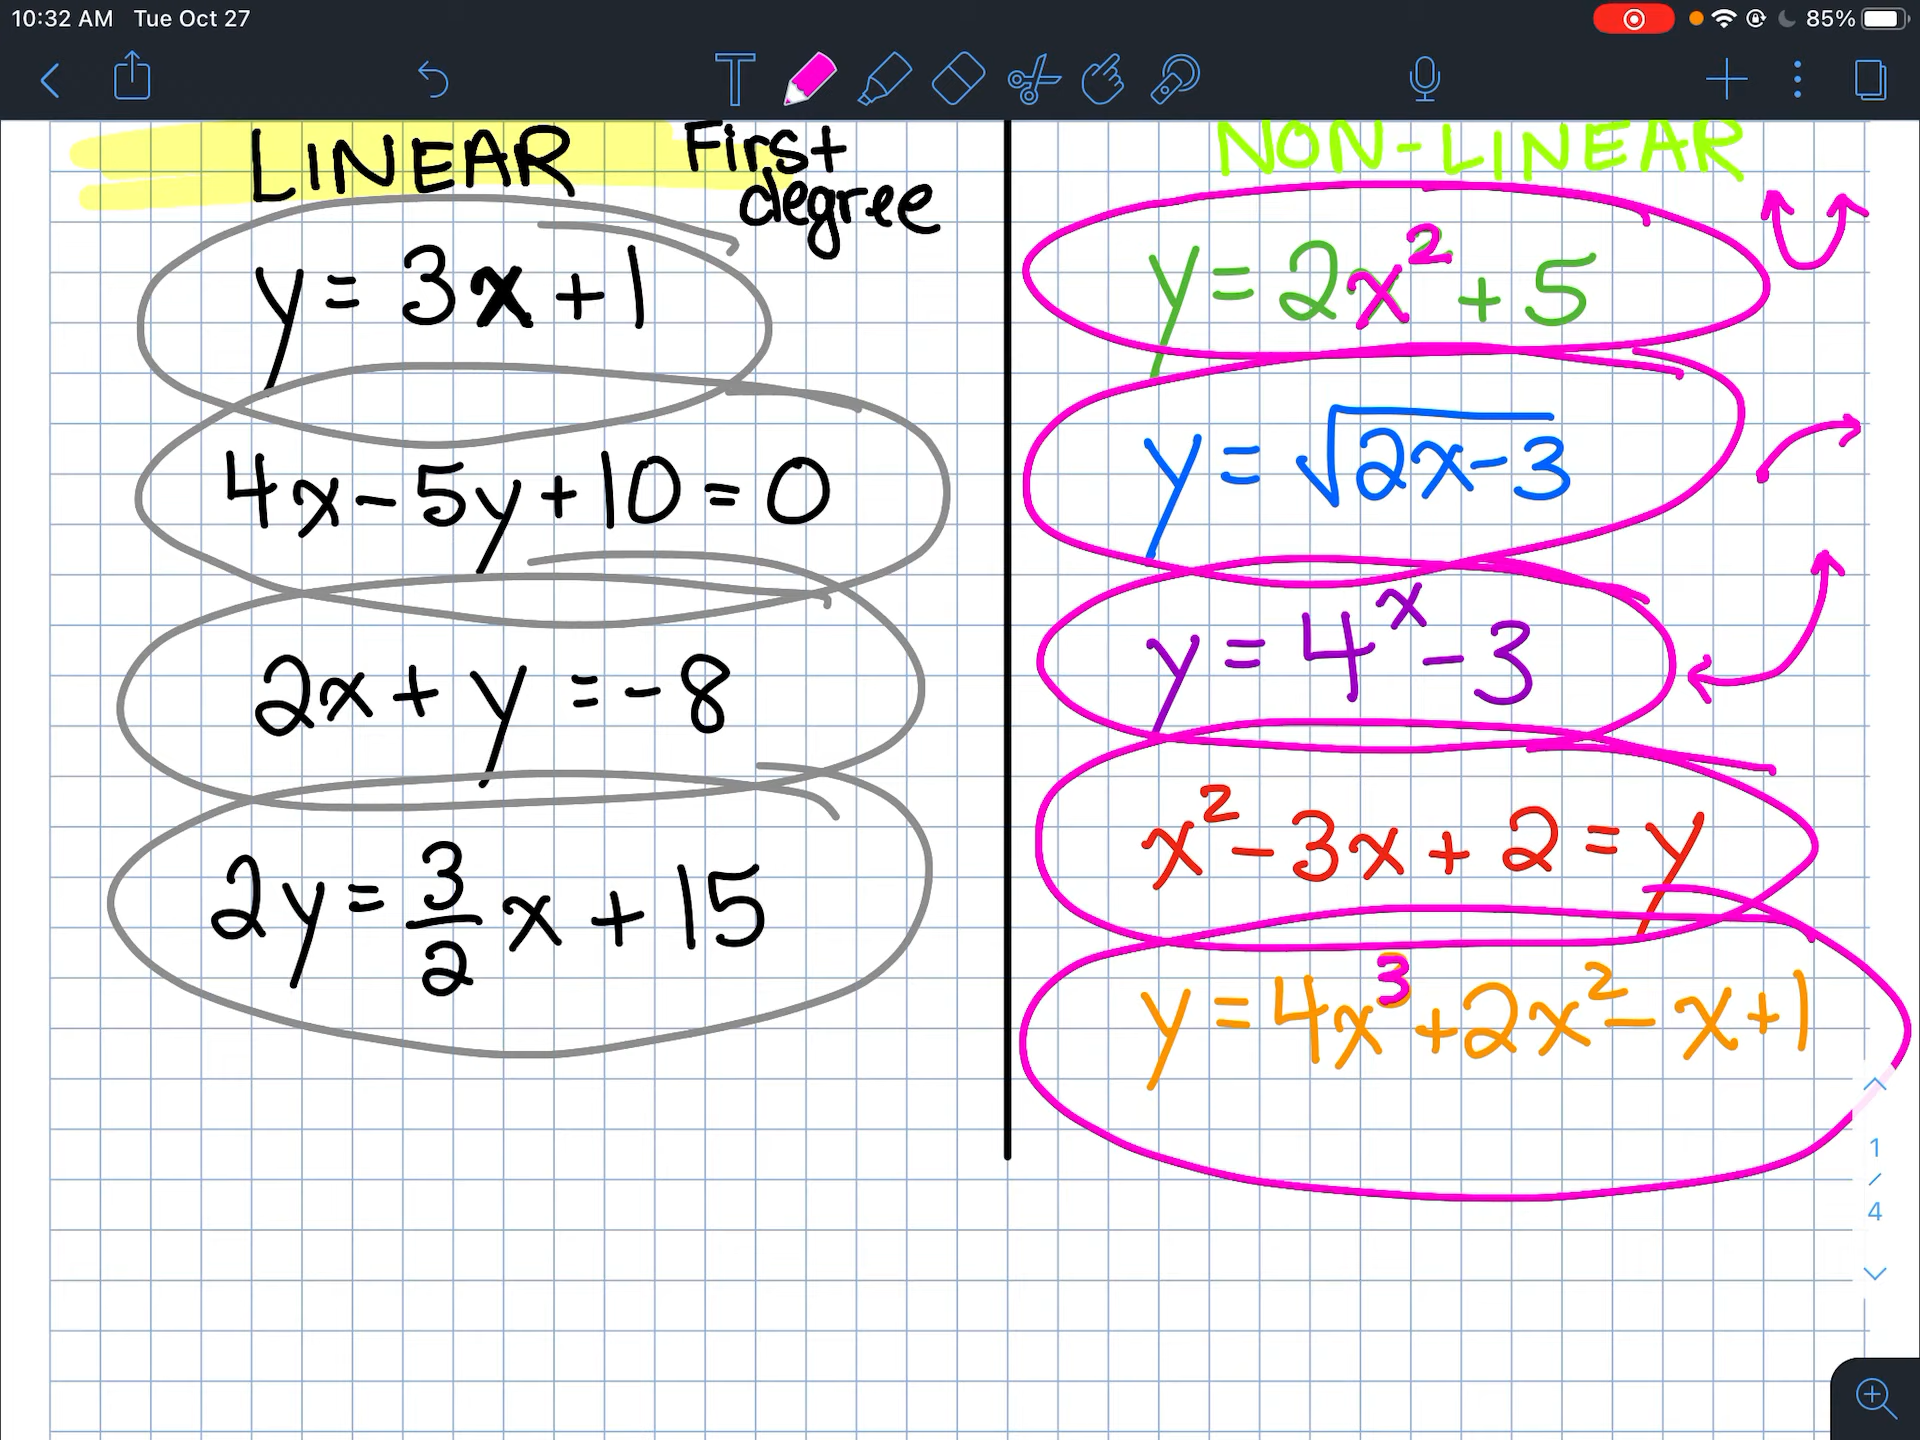 10:32 AM Tue Oct 27
85%
LINEAR First
degree
y = 3x + 1
4x - 5y + 10 = 0
2x + y = -8
2y = 3/2 x + 15
NON-LINEAR
y = 2x² + 5
y = √(2x-3)
y = 4ˣ - 3
x² - 3x + 2 = y
y = 4x³ + 2x² - x + 1
1
/
4